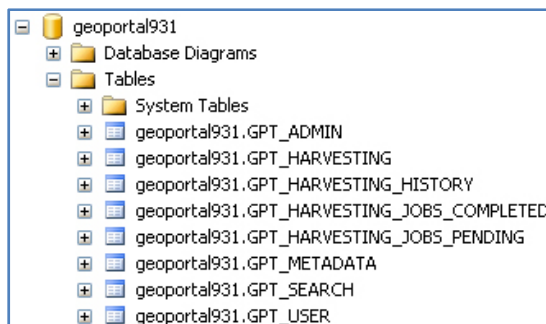 geoportal931
Database Diagrams
Tables
System Tables
geoportal931.GPT_ADMIN
geoportal931.GPT_HARVESTING
geoportal931.GPT_HARVESTING_HISTORY
geoportal931.GPT_HARVESTING_JOBS_COMPLETED
geoportal931.GPT_HARVESTING_JOBS_PENDING
geoportal931.GPT_METADATA
geoportal931.GPT_SEARCH
geoportal931.GPT_USER